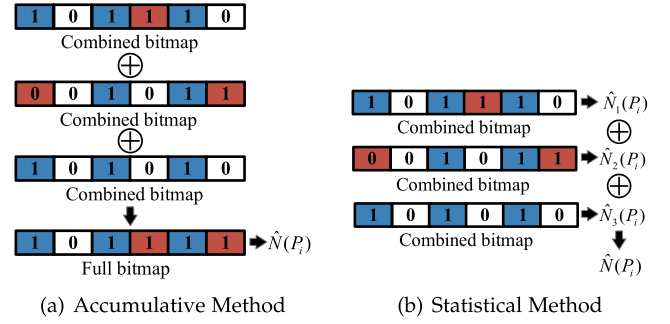 1 0 1 1 1 0
Combined bitmap
⊕
0 0 1 0 1 1
Combined bitmap
⊕
1 0 1 0 1 0
Combined bitmap
1 0 1 1 1 1 N̂(Pᵢ)
Full bitmap
(a) Accumulative Method
1 0 1 1 1 0 N̂₁(Pᵢ)
Combined bitmap
⊕
0 0 1 0 1 1 N̂₂(Pᵢ)
Combined bitmap
⊕
1 0 1 0 1 0 N̂₃(Pᵢ)
Combined bitmap
N̂(Pᵢ)
(b) Statistical Method